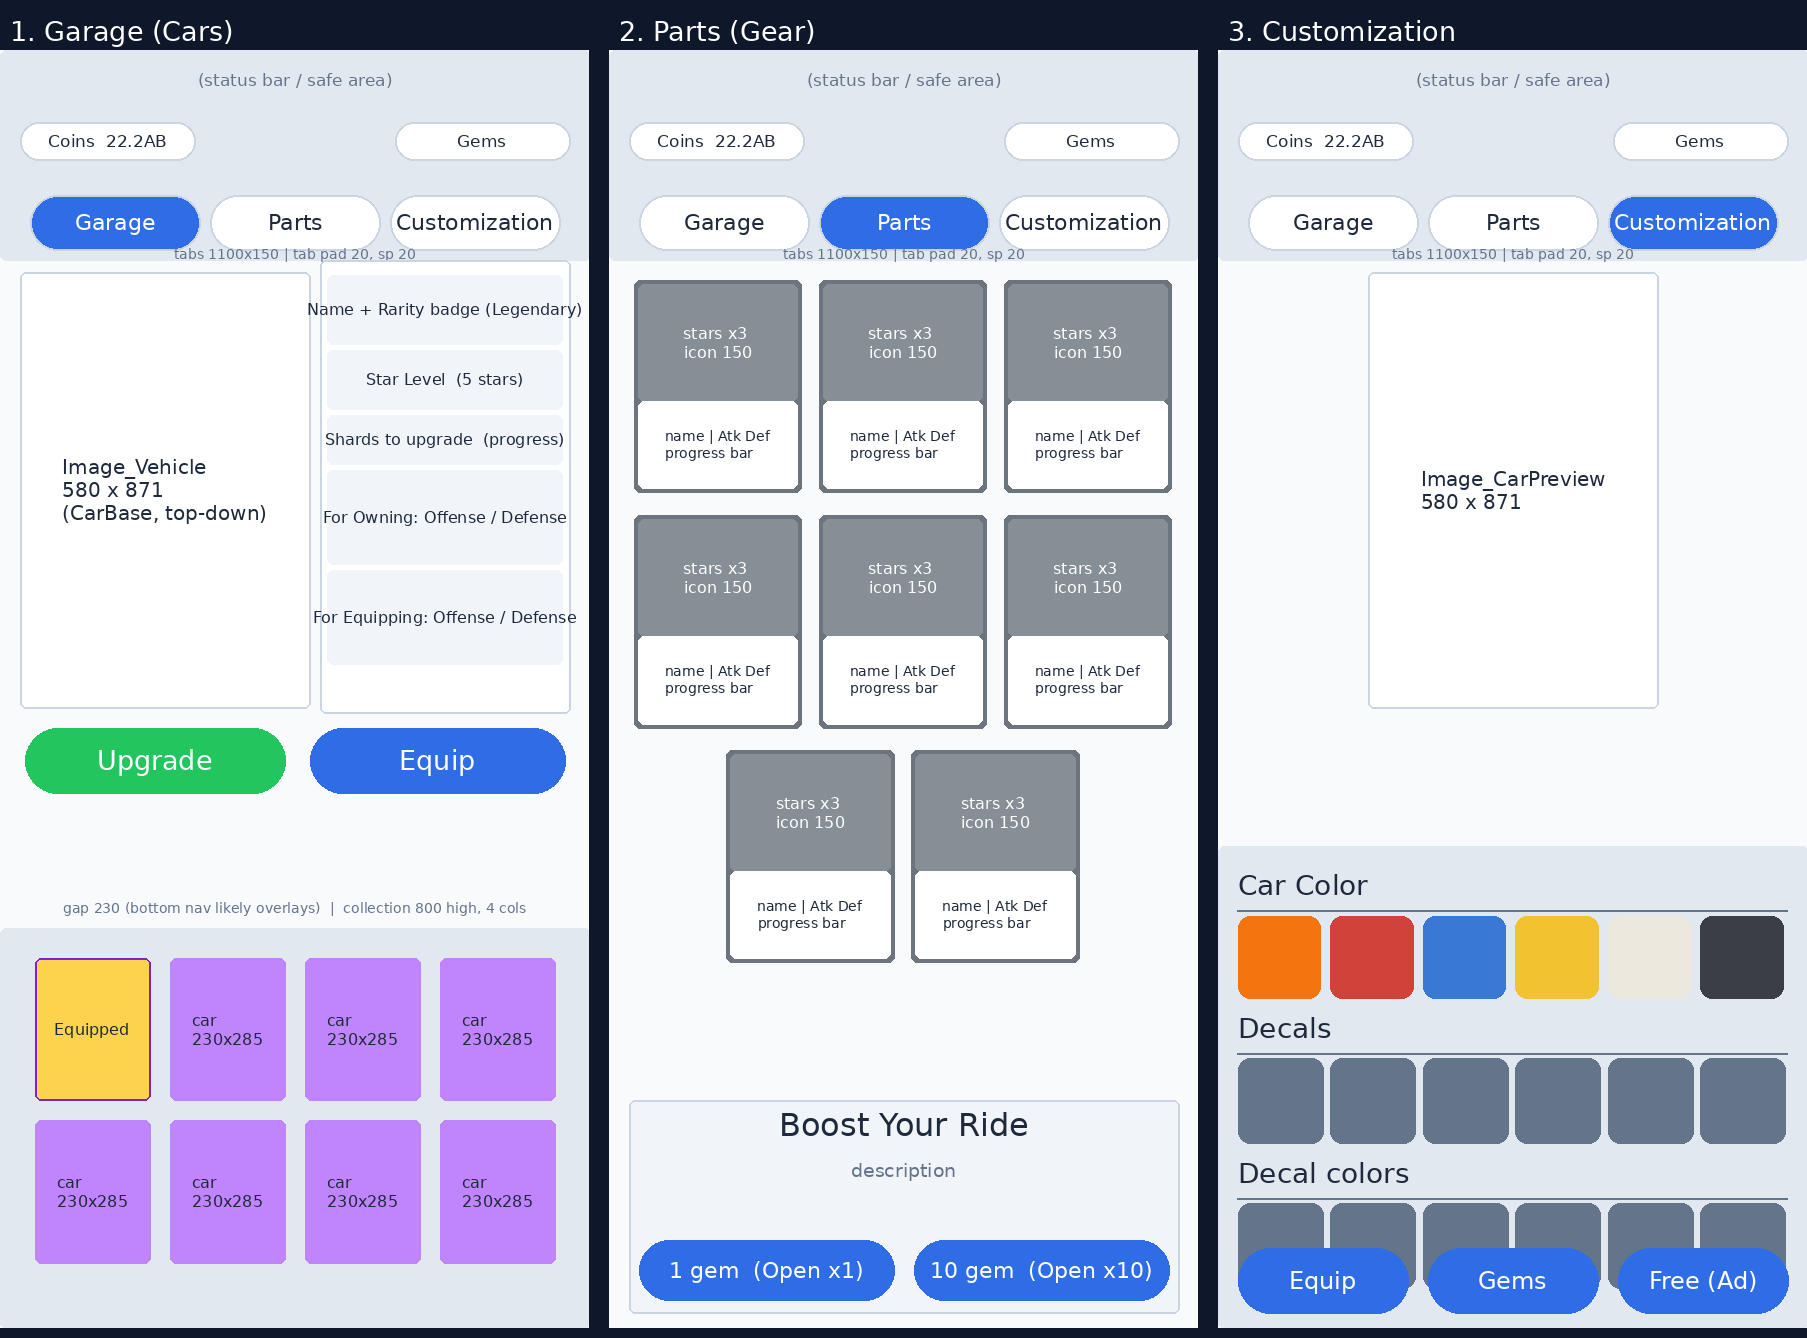 1. Garage (Cars)
(status bar / safe area)
Coins  22.2AB
Gems
Garage
Parts
Customization
tabs 1100x150 | tab pad 20, sp 20
Image_Vehicle
580 x 871
(CarBase, top-down)
Name + Rarity badge (Legendary)
Star Level  (5 stars)
Shards to upgrade  (progress)
For Owning: Offense / Defense
For Equipping: Offense / Defense
Upgrade
Equip
gap 230 (bottom nav likely overlays)  |  collection 800 high, 4 cols
Equipped
car
230x285
car
230x285
car
230x285
car
230x285
car
230x285
car
230x285
car
230x285
2. Parts (Gear)
(status bar / safe area)
Coins  22.2AB
Gems
Garage
Parts
Customization
tabs 1100x150 | tab pad 20, sp 20
stars x3
icon 150
name | Atk Def
progress bar
stars x3
icon 150
name | Atk Def
progress bar
stars x3
icon 150
name | Atk Def
progress bar
stars x3
icon 150
name | Atk Def
progress bar
stars x3
icon 150
name | Atk Def
progress bar
stars x3
icon 150
name | Atk Def
progress bar
stars x3
icon 150
name | Atk Def
progress bar
stars x3
icon 150
name | Atk Def
progress bar
Boost Your Ride
description
1 gem  (Open x1)
10 gem  (Open x10)
3. Customization
(status bar / safe area)
Coins  22.2AB
Gems
Garage
Parts
Customization
tabs 1100x150 | tab pad 20, sp 20
Image_CarPreview
580 x 871
Car Color
Decals
Decal colors
Equip
Gems
Free (Ad)